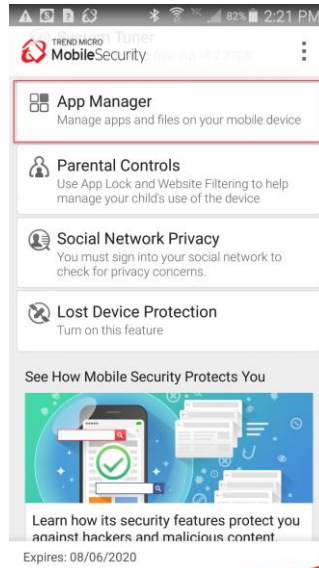 82% 2:21 PM
TREND MICRO
MobileSecurity
System Tuner
App Manager
Manage apps and files on your mobile device
Parental Controls
Use App Lock and Website Filtering to help
manage your child's use of the device
Social Network Privacy
You must sign into your social network to
check for privacy concerns.
Lost Device Protection
Turn on this feature
See How Mobile Security Protects You
Learn how its security features protect you
against hackers and malicious content.
Expires: 08/06/2020